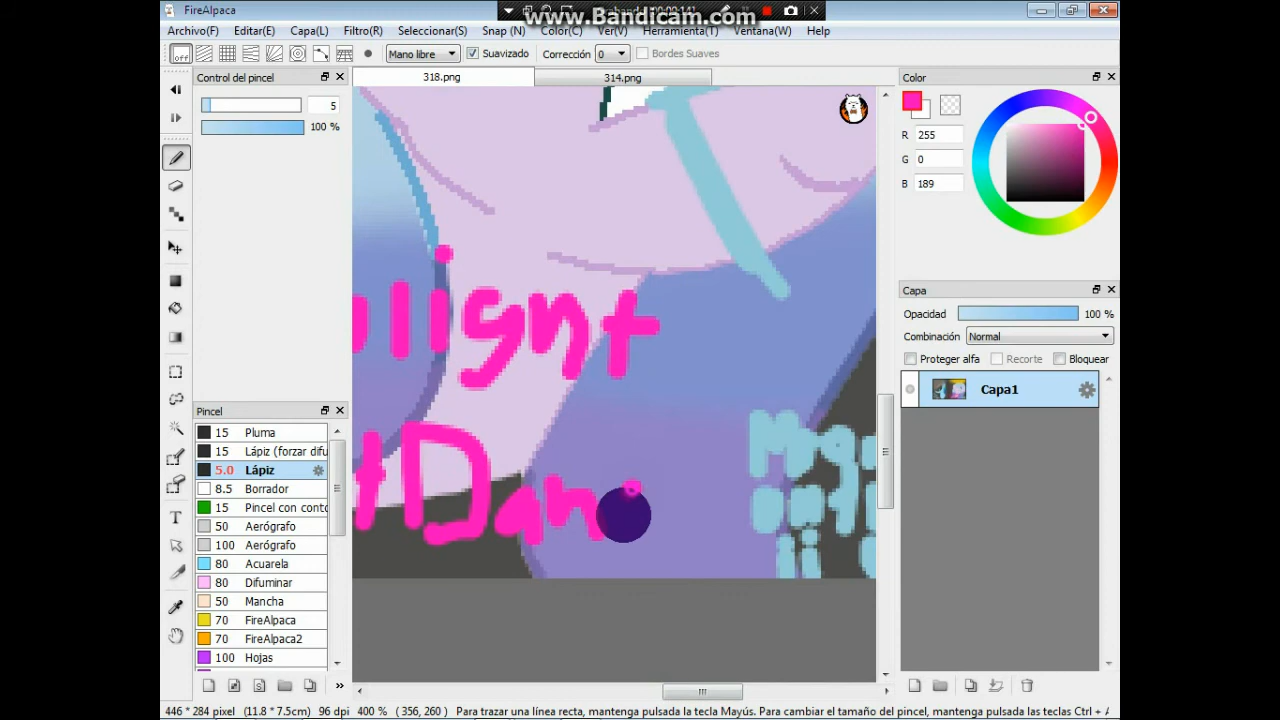 FireAlpaca
www.Bandicam.com
Archivo(F) Editar(E) Capa(L) Filtro(R) Seleccionar(S) Snap (N) Color(C) Ver(V) Herramienta(T) Ventana(W) Help
off Mano libre Suavizado Corrección 0 Bordes Suaves
Control del pincel 318.png 314.png Color
5
100 %
R 255
G 0
B 189
Capa
Opacidad 100 %
Combinación Normal
Proteger alfa Recorte Bloquear
Capa1
Pincel
15 Pluma
15 Lápiz (forzar difu
5.0 Lápiz
8.5 Borrador
15 Pincel con conto
50 Aerógrafo
100 Aerógrafo
80 Acuarela
80 Difuminar
50 Mancha
70 FireAlpaca
70 FireAlpaca2
100 Hojas
446 * 284 pixel (11.8 * 7.5cm) 96 dpi 400 % (356, 260) Para trazar una línea recta, mantenga pulsada la tecla Mayús. Para cambiar el tamaño del pincel, mantenga pulsadas las teclas Ctrl + A